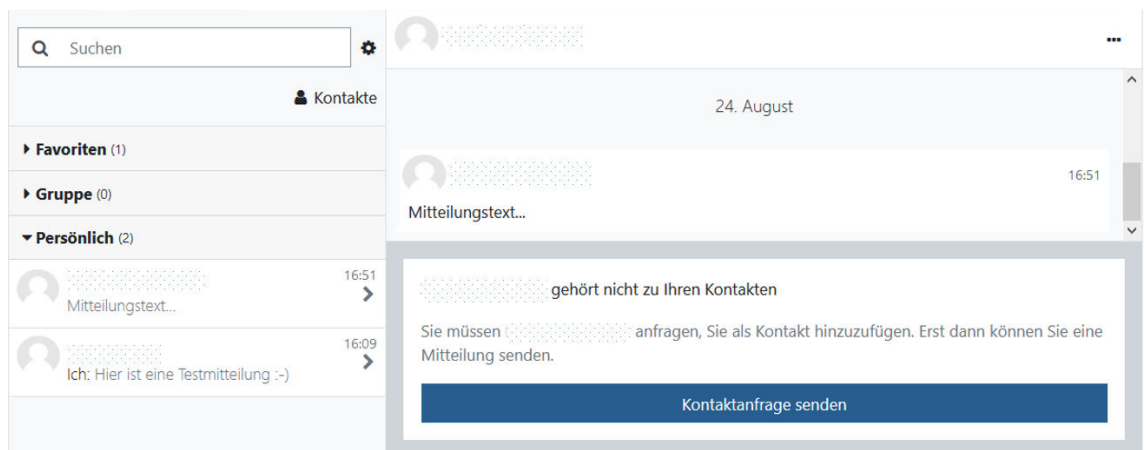 Suchen
Kontakte
Favoriten (1)
Gruppe (0)
Persönlich (2)
16:51
Mitteilungstext...
16:09
Ich: Hier ist eine Testmitteilung :-)
24. August
16:51
Mitteilungstext...
gehört nicht zu Ihren Kontakten
Sie müssen anfragen, Sie als Kontakt hinzuzufügen. Erst dann können Sie eine
Mitteilung senden.
Kontaktanfrage senden